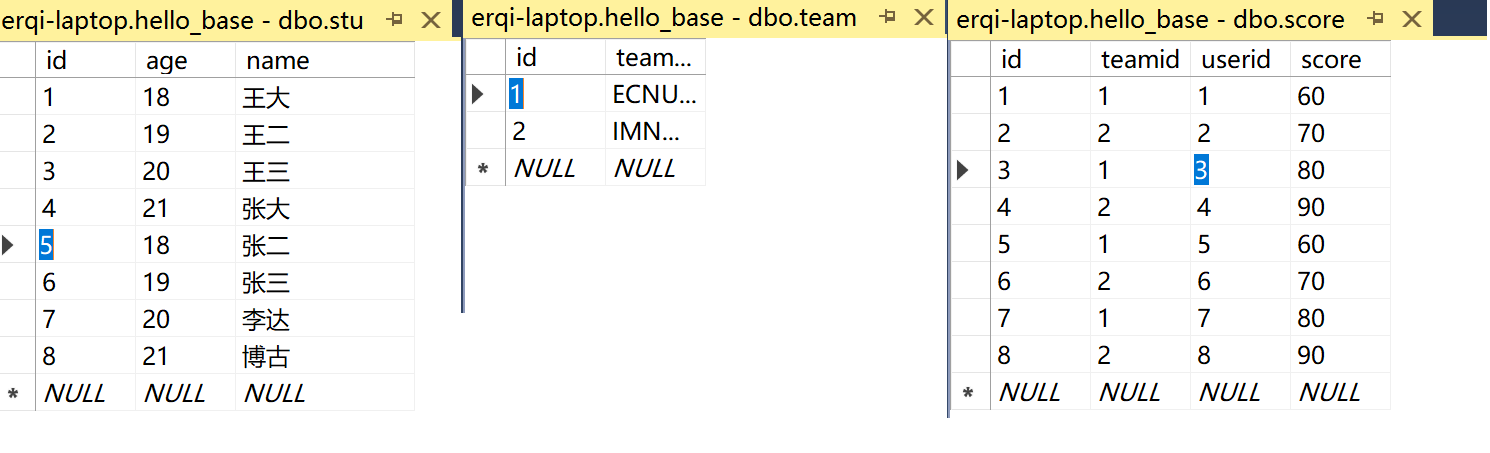 erqi-laptop.hello_base - dbo.stu
id age name
1 18 王大
2 19 王二
3 20 王三
4 21 张大
5 18 张二
6 19 张三
7 20 李达
8 21 博古
* NULL NULL NULL
erqi-laptop.hello_base - dbo.team
id team...
1 ECNU...
2 IMN...
* NULL NULL
erqi-laptop.hello_base - dbo.score
id teamid userid score
1 1 1 60
2 2 2 70
3 1 3 80
4 2 4 90
5 1 5 60
6 2 6 70
7 1 7 80
8 2 8 90
* NULL NULL NULL NULL